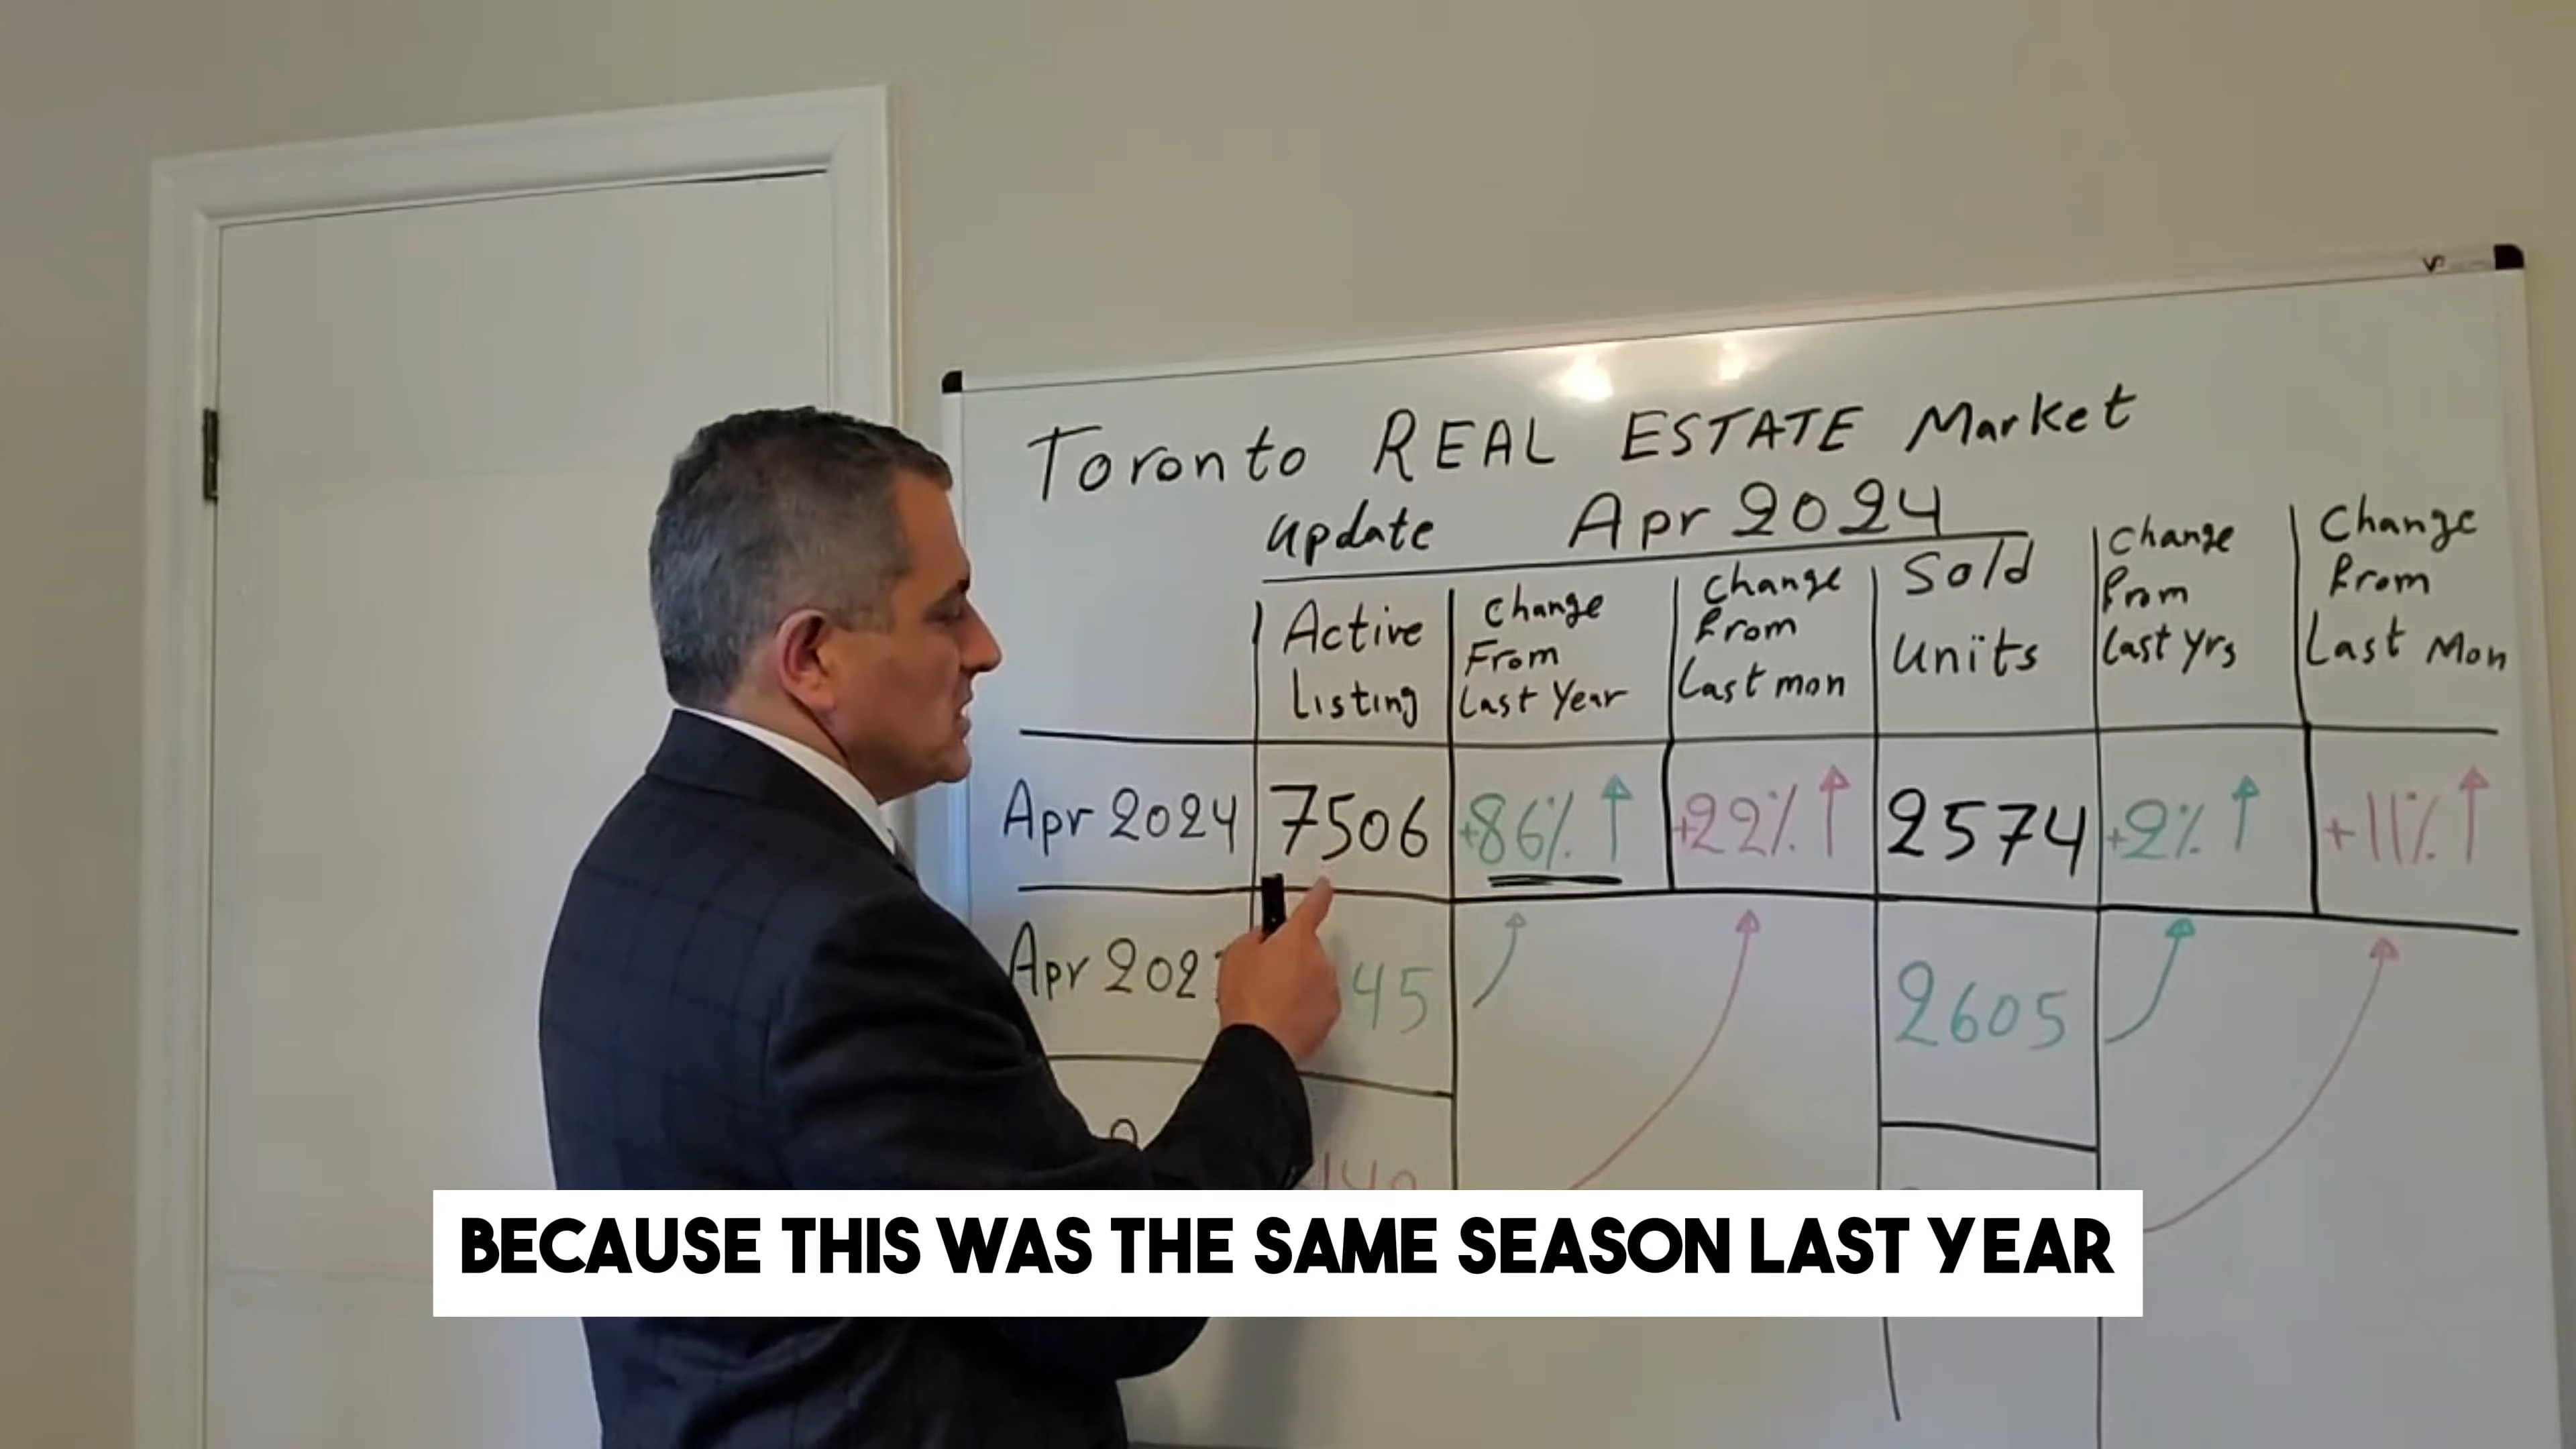 Toronto REAL ESTATE Market
update Apr 2024
Active Listing
Change From Last Year
Change From Last mon
Sold Units
Change From Last yrs
Change From Last Mon
Apr 2024 7506 +86% ↑ +22% ↑ 2574 +2% ↑ +11% ↑
Apr 45 2605
BECAUSE THIS WAS THE SAME SEASON LAST YEAR